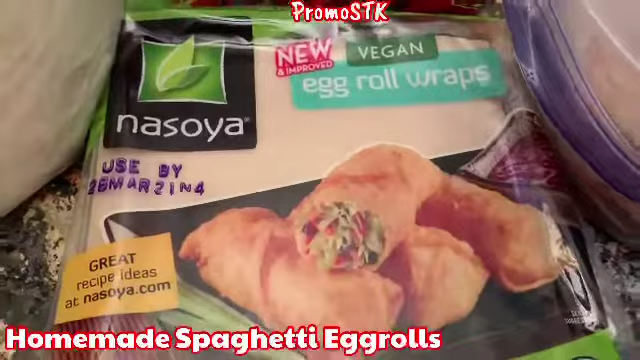 PromoSTK
NEW
& IMPROVED
VEGAN
egg roll wraps
nasoya
USE BY
28MAR21N4
GREAT
recipe ideas
at nasoya.com
Homemade Spaghetti Eggrolls